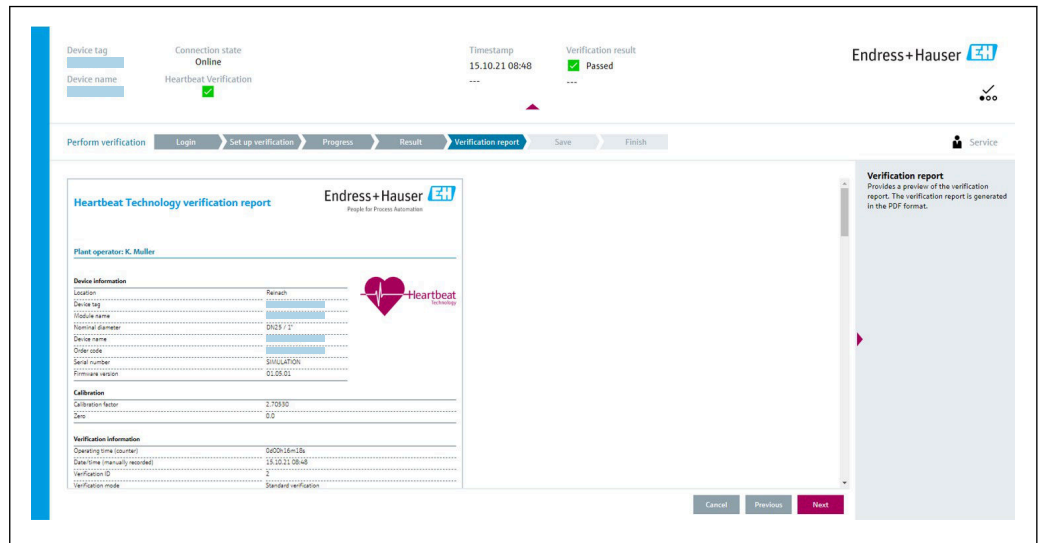 Device tag
Connection state
Online
Device name
Heartbeat Verification
Timestamp
15.10.21 08:48
---
Verification result
Passed
---
Endress+Hauser EH
Perform verification Login Set up verification Progress Result Verification report Save Finish
Service
Heartbeat Technology verification report
Endress+Hauser EH
People for Process Automation
Plant operator: K. Muller
Heartbeat
Technology
Device information
Location Reinach
Device tag
Module name
Nominal diameter DN25 / 1"
Device name
Order code
Serial number SIMULATION
Firmware version 01.05.01
Calibration
Calibration factor 2.70530
Zero 0.0
Verification information
Operating time (counter) 0d00h16m18s
Date/time (manually recorded) 15.10.21 08:48
Verification ID 2
Verification mode Standard verification
Verification report
Provides a preview of the verification
report. The verification report is generated
in the PDF format.
Cancel Previous Next